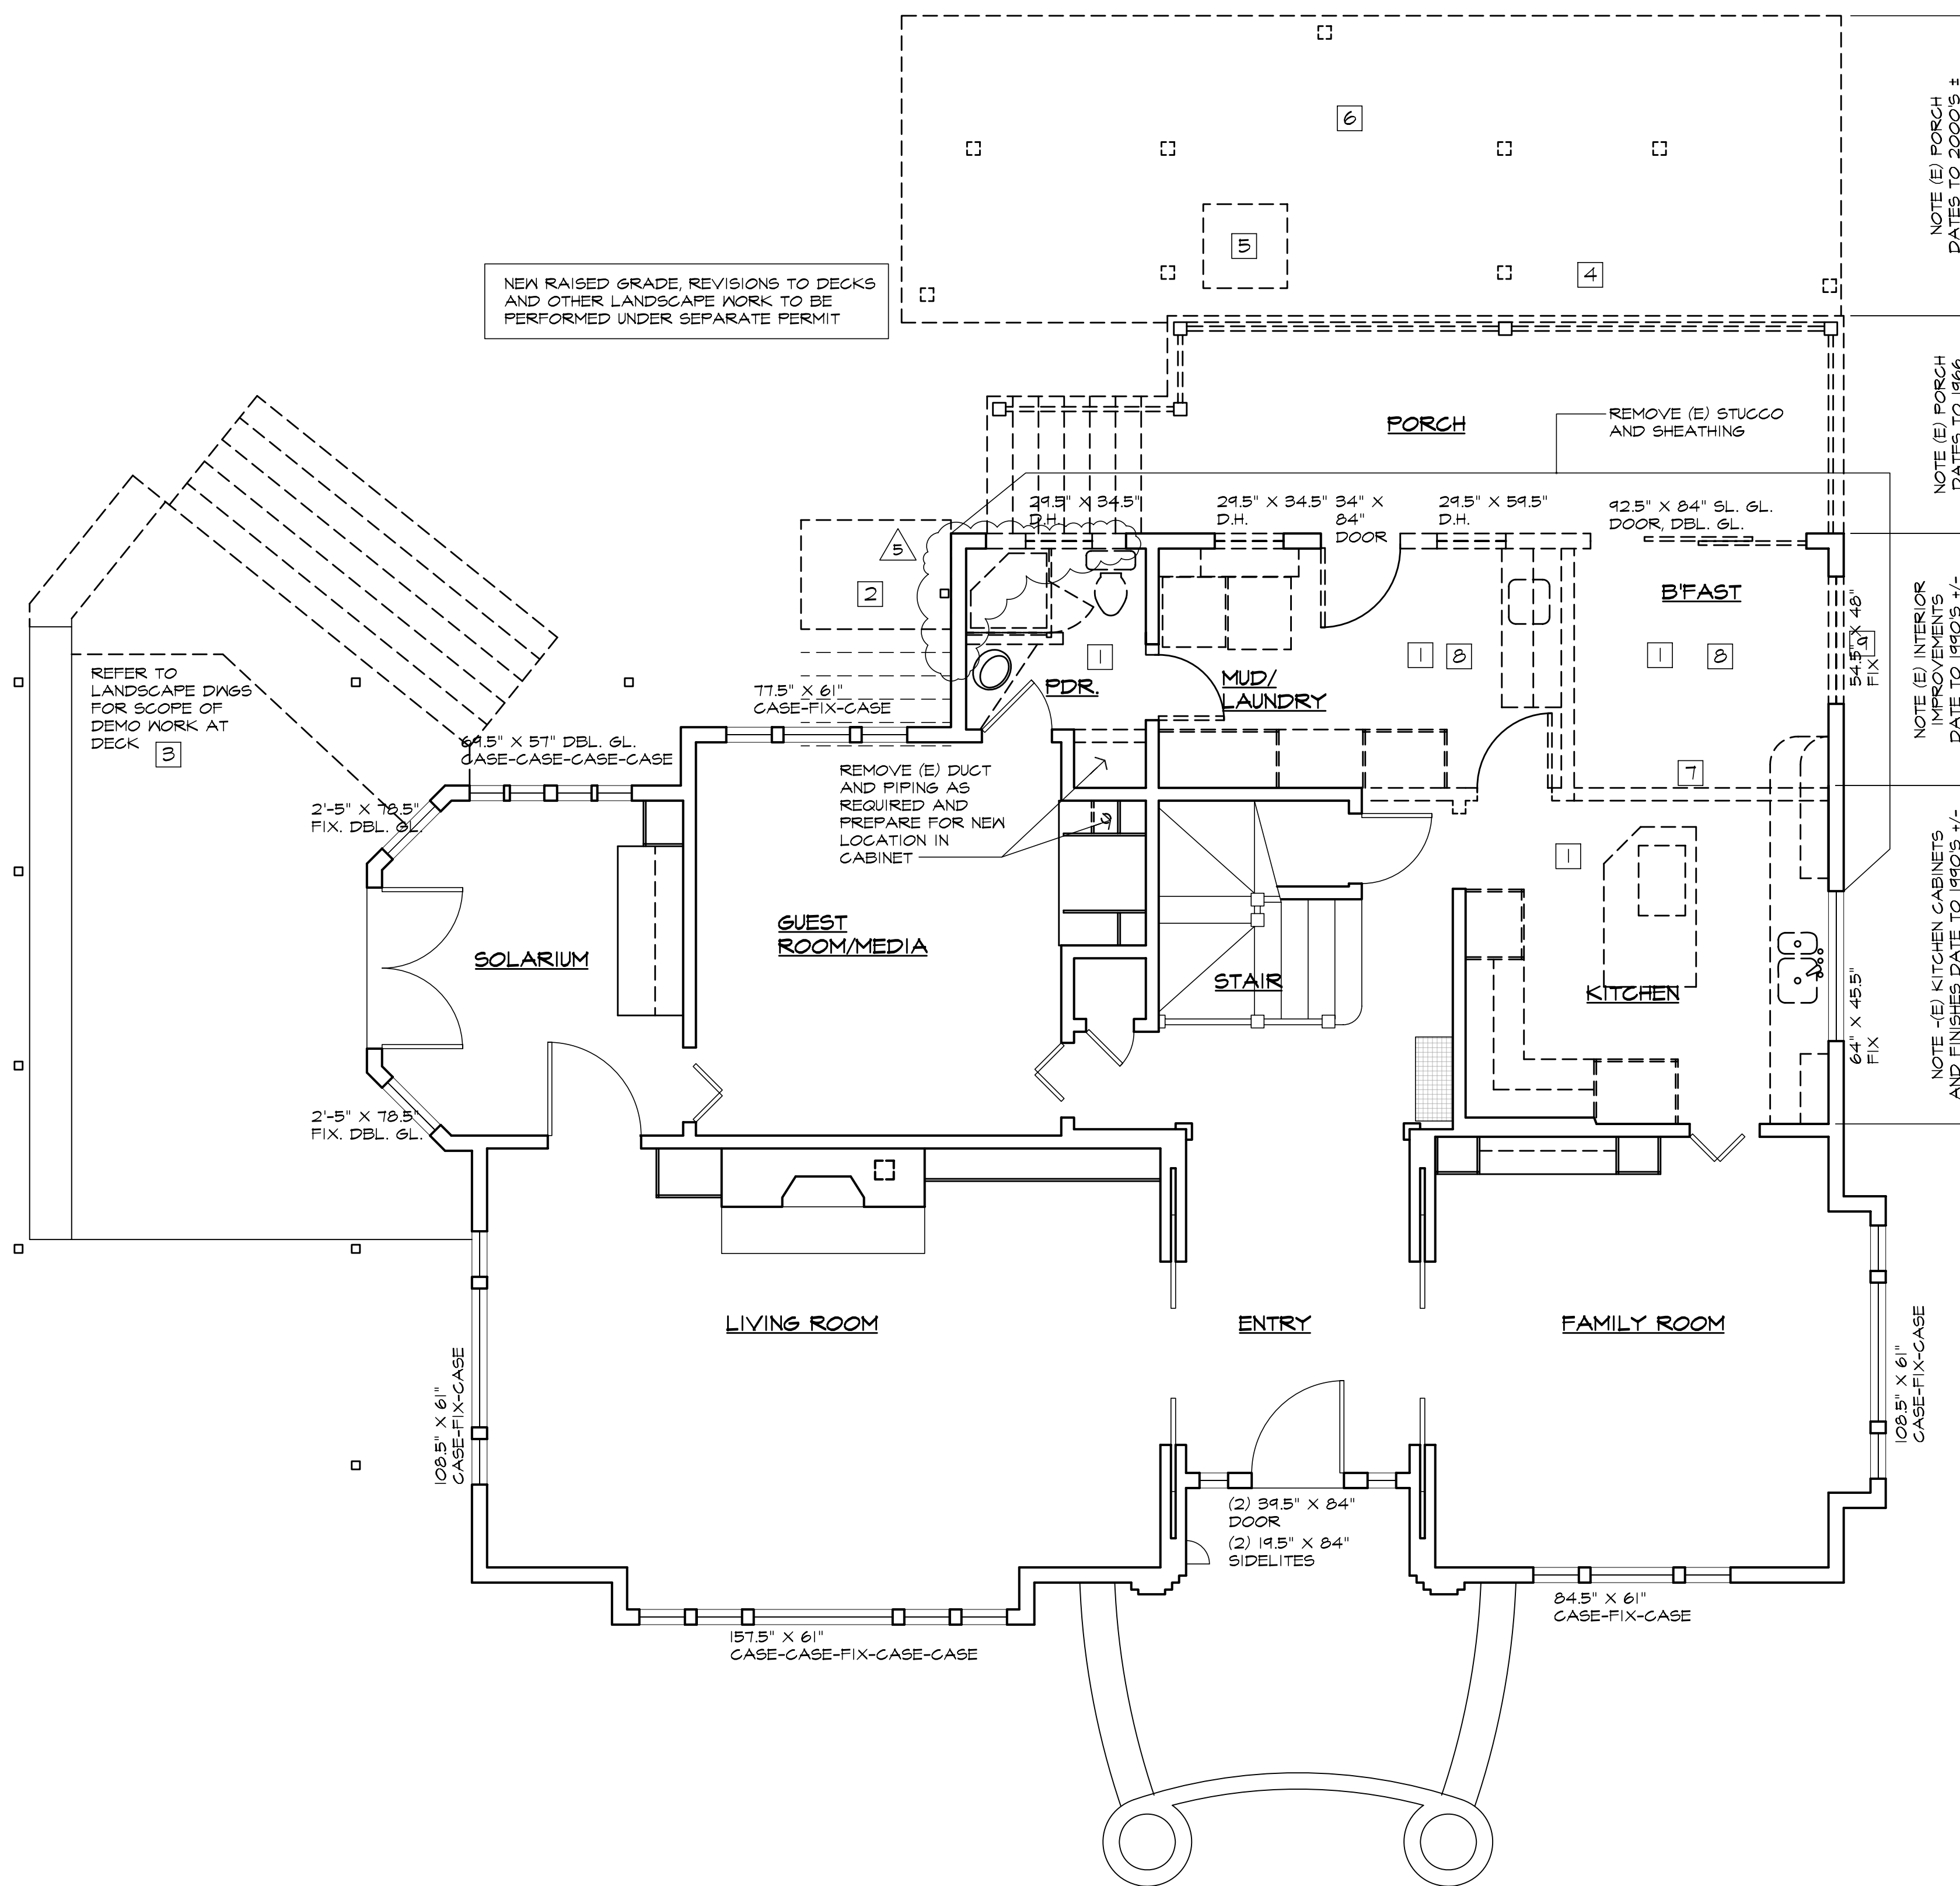 NOTE (E) PORCH
DATES TO 2000'S ±
6
5
4
NEW RAISED GRADE, REVISIONS TO DECKS
AND OTHER LANDSCAPE WORK TO BE
PERFORMED UNDER SEPARATE PERMIT
NOTE (E) PORCH
DATES TO 1966
PORCH
REMOVE (E) STUCCO
AND SHEATHING
29.5" X 34.5"
D.H.
29.5" X 34.5"
D.H.
34" X
84"
DOOR
29.5" X 59.5"
D.H.
92.5" X 84" SL. GL.
DOOR, DBL. GL.
5
2
B'FAST
NOTE (E) INTERIOR
IMPROVEMENTS
DATE TO 1990'S +/-
54.5" X 48"
FIX
9
1
1
8
1
8
PDR.
MUD/
LAUNDRY
REFER TO
LANDSCAPE DWGS
FOR SCOPE OF
DEMO WORK AT
DECK
3
77.5" X 61"
CASE-FIX-CASE
69.5" X 57" DBL. GL.
CASE-CASE-CASE-CASE
REMOVE (E) DUCT
AND PIPING AS
REQUIRED AND
PREPARE FOR NEW
LOCATION IN
CABINET
7
2'-5" X 78.5"
FIX. DBL. GL.
1
NOTE -(E) KITCHEN CABINETS
AND FINISHES DATE TO 1990'S +/-
GUEST
ROOM/MEDIA
SOLARIUM
STAIR
KITCHEN
64" X 45.5"
FIX
2'-5" X 78.5"
FIX. DBL. GL.
LIVING ROOM
ENTRY
FAMILY ROOM
108.5" X 61"
CASE-FIX-CASE
108.5" X 61"
CASE-FIX-CASE
(2) 39.5" X 84"
DOOR
(2) 19.5" X 84"
SIDELITES
84.5" X 61"
CASE-FIX-CASE
157.5" X 61"
CASE-CASE-FIX-CASE-CASE